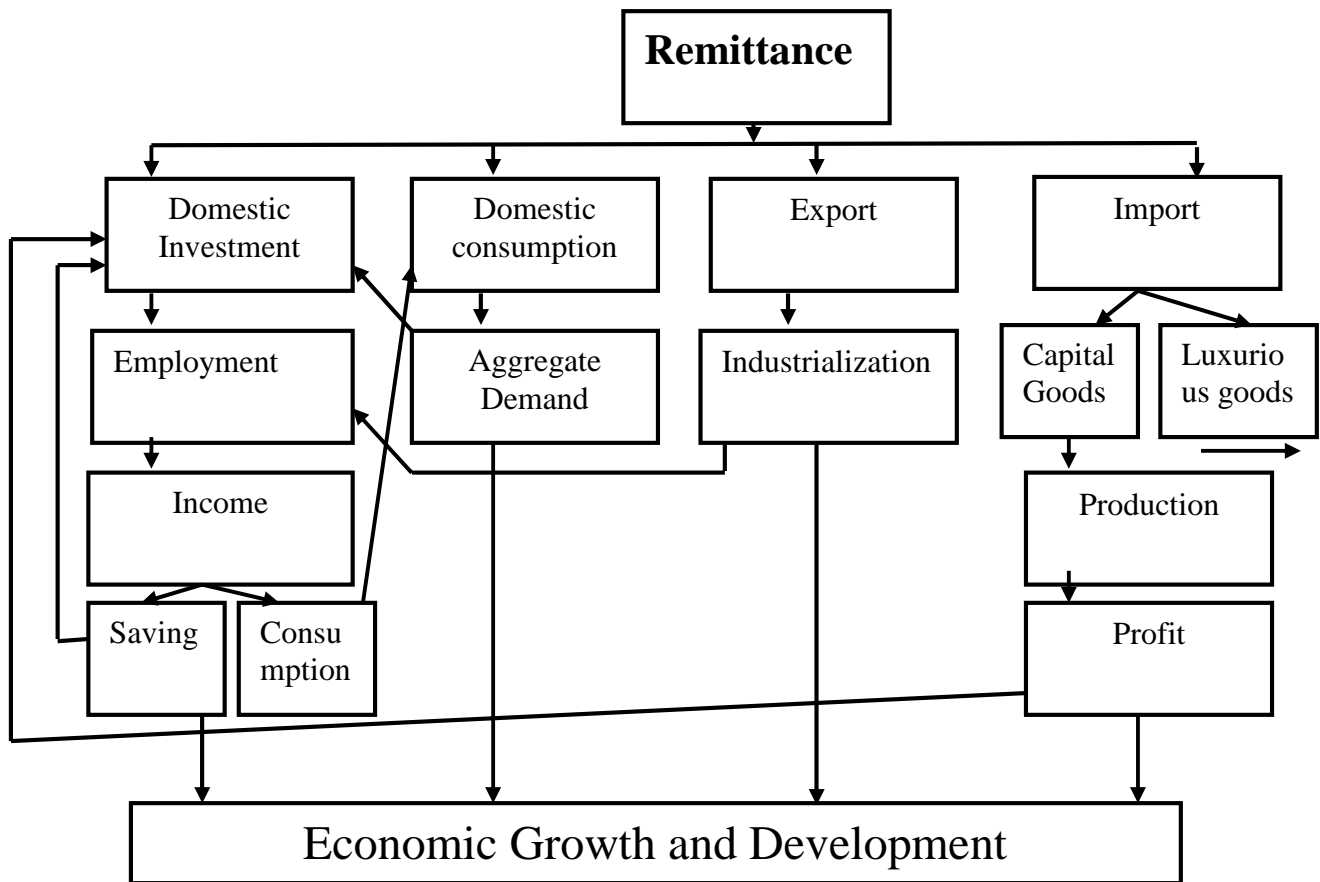 Remittance
Domestic
Investment
Domestic
consumption
Export
Import
Employment
Aggregate
Demand
Industrialization
Capital
Goods
Luxurio
us goods
Income
Production
Saving
Consu
mption
Profit
Economic Growth and Development